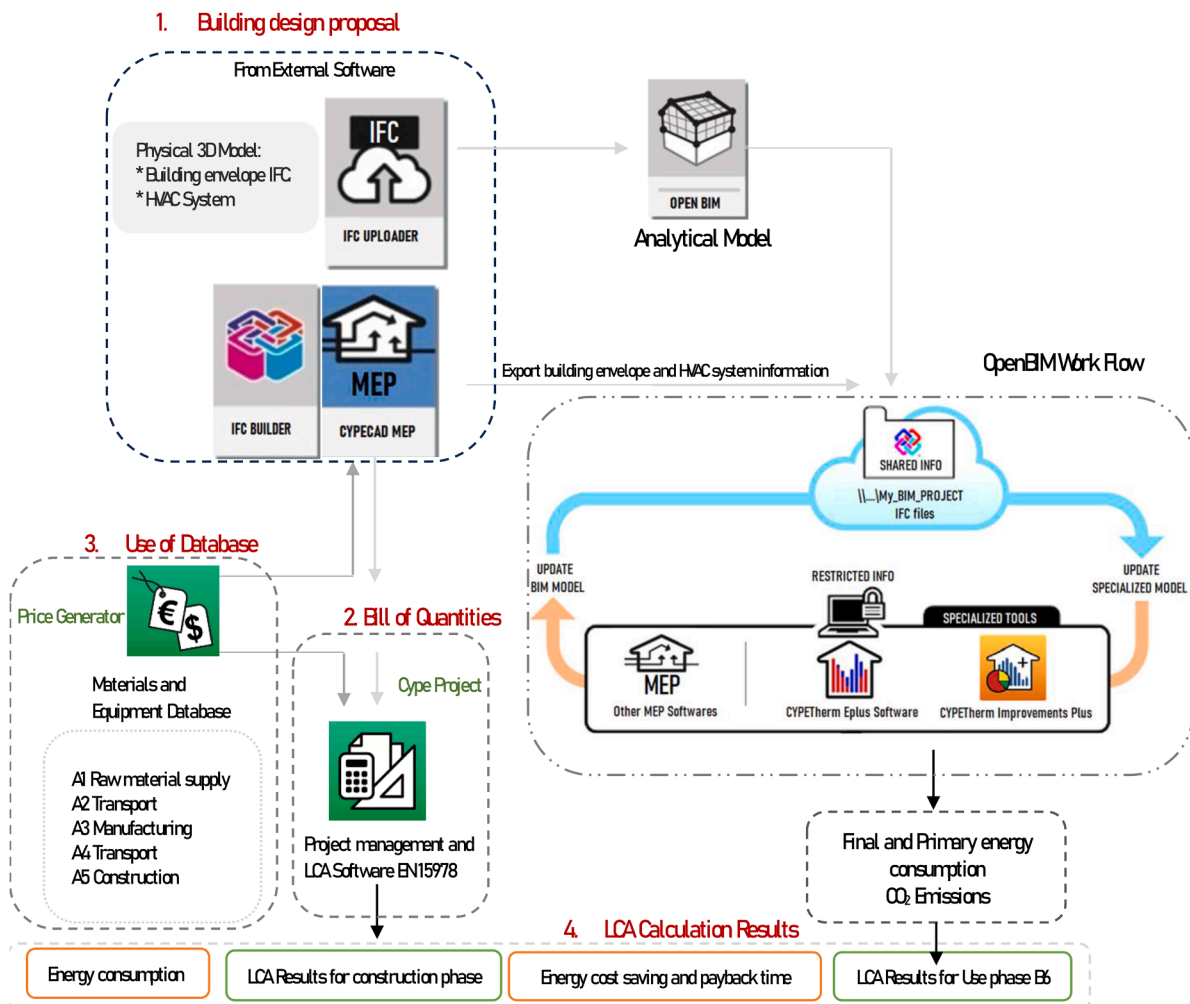 1. Building design proposal
From External Software
Physical 3D Model:
* Building envelope IFC
* HVAC System
IFC
IFC UPLOADER
OPEN BIM
Analytical Model
IFC BUILDER
MEP
CYPECAD MEP
Export building envelope and HVAC system information
OpenBIM Work Flow
SHARED INFO
\\....\My_BIM_PROJECT
IFC files
UPDATE
BIM MODEL
RESTRICTED INFO
UPDATE
SPECIALIZED MODEL
SPECIALIZED TOOLS
MEP
Other MEP Softwares
CYPETherm Eplus Software
CYPETherm Improvements Plus
3. Use of Database
Price Generator
€
$
Materials and
Equipment Database
A1 Raw material supply
A2 Transport
A3 Manufacturing
A4 Transport
A5 Construction
2. Bill of Quantities
Cype Project
Project management and
LCA Software EN15978
Final and Primary energy
consumption
CO₂ Emissions
4. LCA Calculation Results
Energy consumption
LCA Results for construction phase
Energy cost saving and payback time
LCA Results for Use phase B6